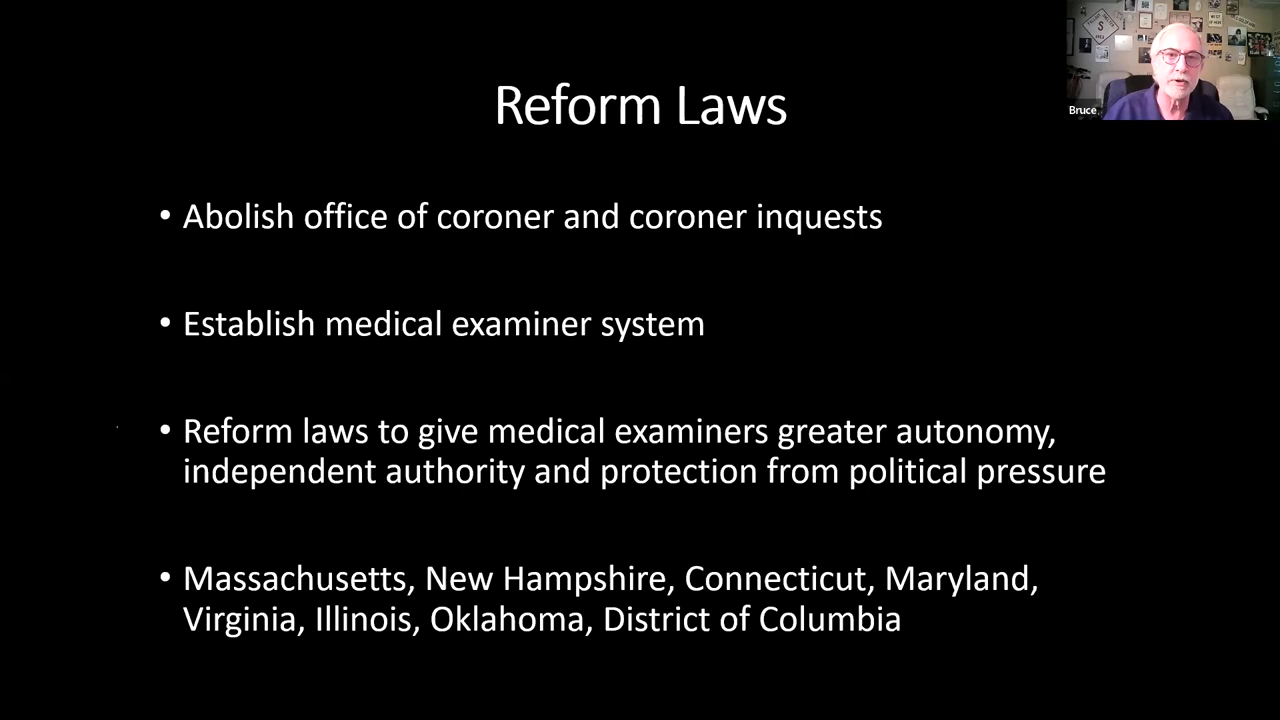 Reform Laws
Bruce
• Abolish office of coroner and coroner inquests
• Establish medical examiner system
• Reform laws to give medical examiners greater autonomy,
independent authority and protection from political pressure
• Massachusetts, New Hampshire, Connecticut, Maryland,
Virginia, Illinois, Oklahoma, District of Columbia